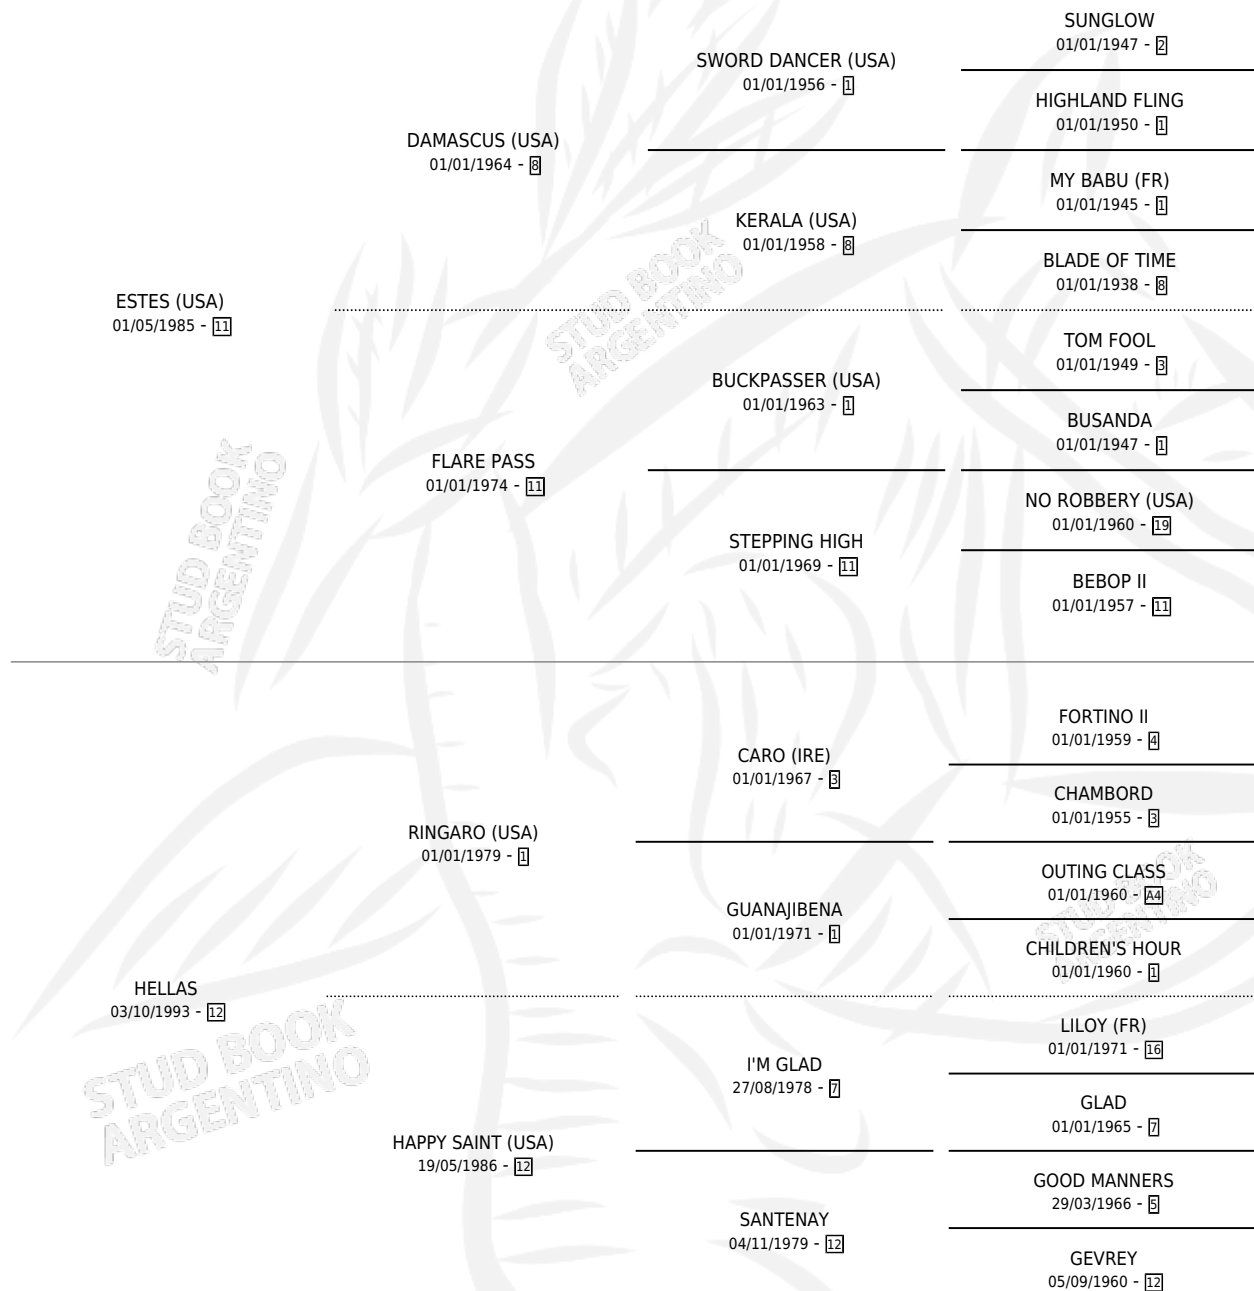 SUNGLOW
01/01/1947 - 2
SWORD DANCER (USA)
01/01/1956 - 1
HIGHLAND FLING
01/01/1950 - 1
DAMASCUS (USA)
01/01/1964 - 8
MY BABU (FR)
01/01/1945 - 1
KERALA (USA)
01/01/1958 - 8
BLADE OF TIME
01/01/1938 - 8
ESTES (USA)
01/05/1985 - 11
STUD BOOK
ARGENTINO
TOM FOOL
01/01/1949 - 3
BUCKPASSER (USA)
01/01/1963 - 1
BUSANDA
01/01/1947 - 1
FLARE PASS
01/01/1974 - 11
NO ROBBERY (USA)
01/01/1960 - 19
STEPPING HIGH
01/01/1969 - 11
BEBOP II
01/01/1957 - 11
STUD BOOK
ARGENTINO
FORTINO II
01/01/1959 - 4
CARO (IRE)
01/01/1967 - 3
CHAMBORD
01/01/1955 - 3
RINGARO (USA)
01/01/1979 - 1
OUTING CLASS
01/01/1960 - A4
GUANAJIBENA
01/01/1971 - 1
STUD BOOK
ARGENTINO
CHILDREN'S HOUR
01/01/1960 - 1
HELLAS
03/10/1993 - 12
LILOY (FR)
01/01/1971 - 16
I'M GLAD
27/08/1978 - 7
GLAD
01/01/1965 - 7
STUD BOOK
ARGENTINO
HAPPY SAINT (USA)
19/05/1986 - 12
GOOD MANNERS
29/03/1966 - 5
SANTENAY
04/11/1979 - 12
GEVREY
05/09/1960 - 12